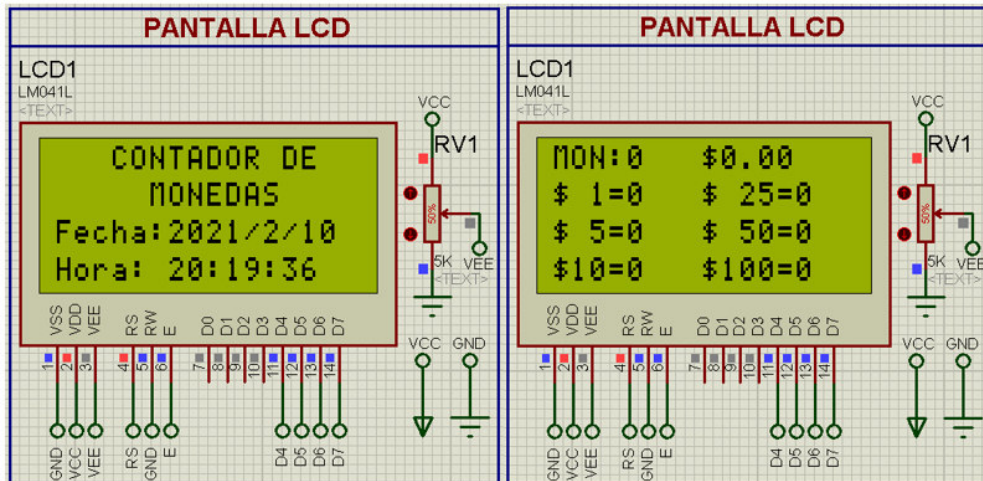 PANTALLA LCD
LCD1
LM041L
<TEXT>
VCC
RV1
CONTADOR DE
MONEDAS
Fecha:2021/2/10
Hora: 20:19:36
50%
5K
VEE
<TEXT>
VSS VDD VEE RS RW E D0 D1 D2 D3 D4 D5 D6 D7
1 2 3 4 5 6 7 8 9 10 11 12 13 14
VCC GND
GND VCC VEE RS GND E D4 D5 D6 D7
PANTALLA LCD
LCD1
LM041L
<TEXT>
VCC
RV1
MON:0 $0.00
$ 1=0 $ 25=0
$ 5=0 $ 50=0
$10=0 $100=0
50%
5K
VEE
<TEXT>
VSS VDD VEE RS RW E D0 D1 D2 D3 D4 D5 D6 D7
1 2 3 4 5 6 7 8 9 10 11 12 13 14
VCC GND
GND VCC VEE RS GND E D4 D5 D6 D7